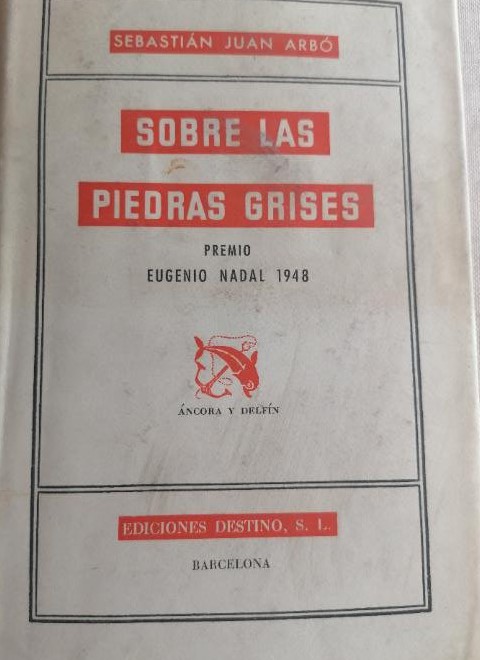 SEBASTIÁN JUAN ARBÓ
SOBRE LAS
PIEDRAS GRISES
PREMIO
EUGENIO NADAL 1948
ÁNCORA Y DELFÍN
EDICIONES DESTINO, S. L.
BARCELONA